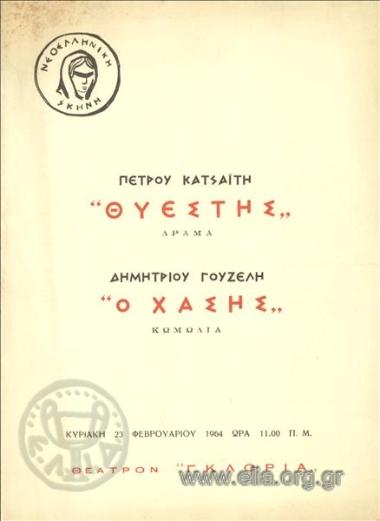 ΝΕΟΕΛΛΗΝΙΚΗ
ΣΚΗΝΗ
ΠΕΤΡΟΥ ΚΑΤΣΑΪΤΗ
"ΘΥΕΣΤΗΣ„
ΔΡΑΜΑ
ΔΗΜΗΤΡΙΟΥ ΓΟΥΖΕΛΗ
"Ο ΧΑΣΗΣ„
ΚΩΜΩΔΙΑ
ΚΥΡΙΑΚΗ 23 ΦΕΒΡΟΥΑΡΙΟΥ 1964 ΩΡΑ 11.00 Π. Μ.
ΘΕΑΤΡΟΝ "ΓΚΛΟΡΙΑ„
www.elia.org.gr
ΕΛΙΑ